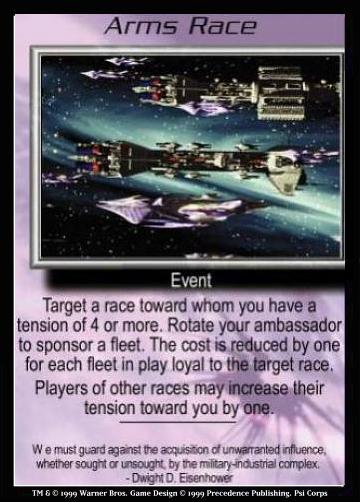 Arms Race
Event
Target a race toward whom you have a
tension of 4 or more. Rotate your ambassador
to sponsor a fleet. The cost is reduced by one
for each fleet in play loyal to the target race.
Players of other races may increase their
tension toward you by one.
W e must guard against the acquisition of unwarranted influence,
whether sought or unsought, by the military-industrial complex.
- Dwight D. Eisenhower
TM & © 1999 Warner Bros. Game Design © 1999 Precedence Publishing. Psi Corps